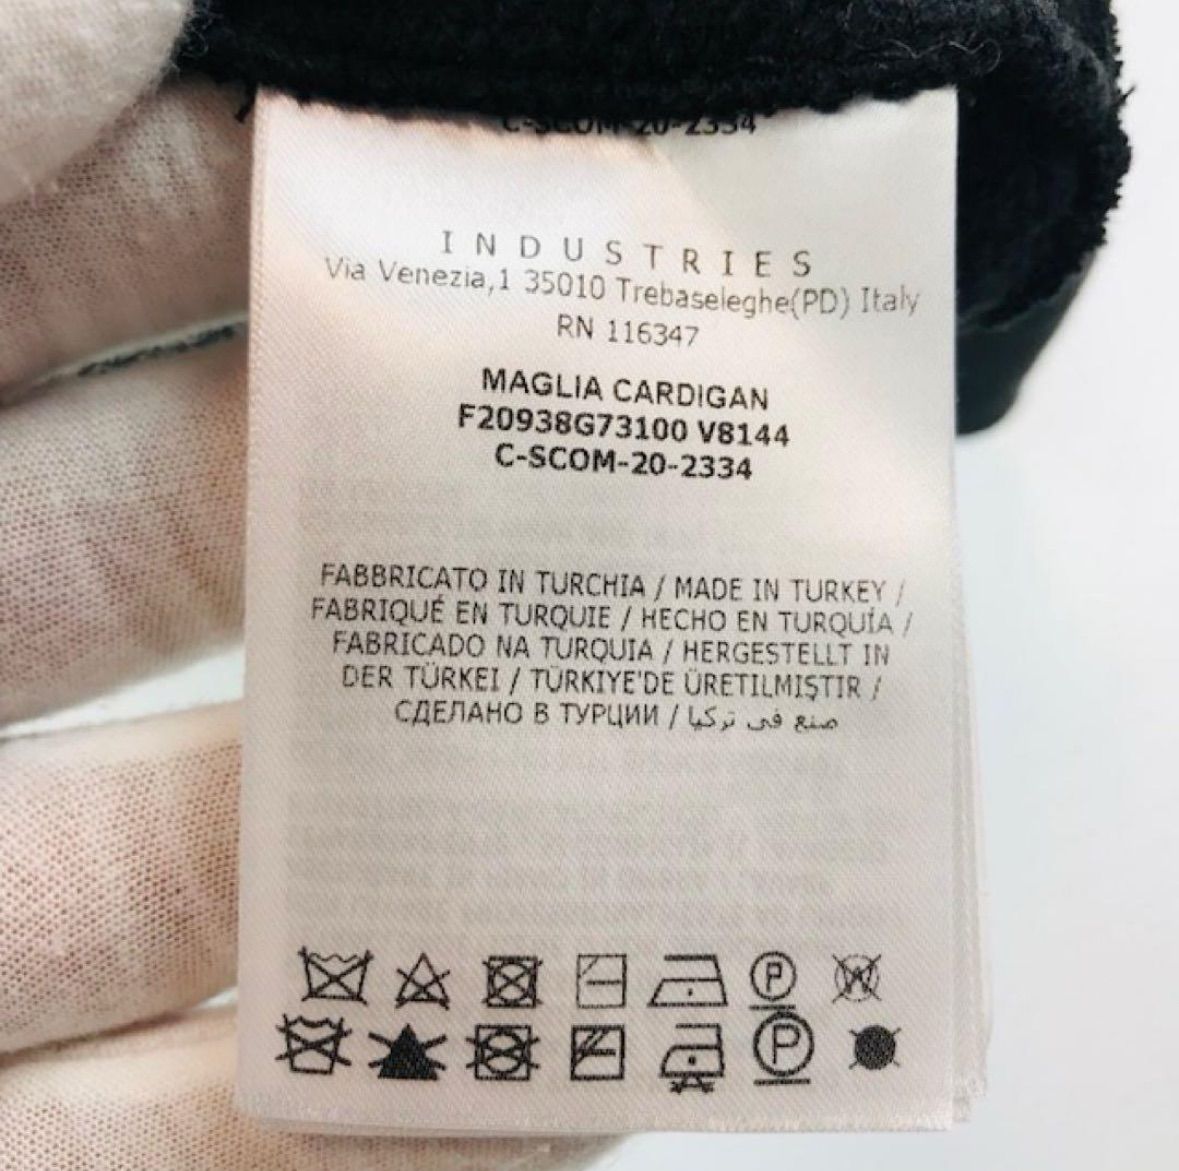 C-SCOM-20-2334
INDUSTRIES
Via Venezia,1 35010 Trebaseleghe(PD) Italy
RN 116347
MAGLIA CARDIGAN
F20938G73100 V8144
C-SCOM-20-2334
FABBRICATO IN TURCHIA / MADE IN TURKEY /
FABRIQUÉ EN TURQUIE / HECHO EN TURQUÍA /
FABRICADO NA TURQUIA / HERGESTELLT IN
DER TÜRKEI / TÜRKIYE'DE ÜRETILMIŞTIR /
СДЕЛАНО В ТУРЦИИ / صنع في تركيا
P W
P